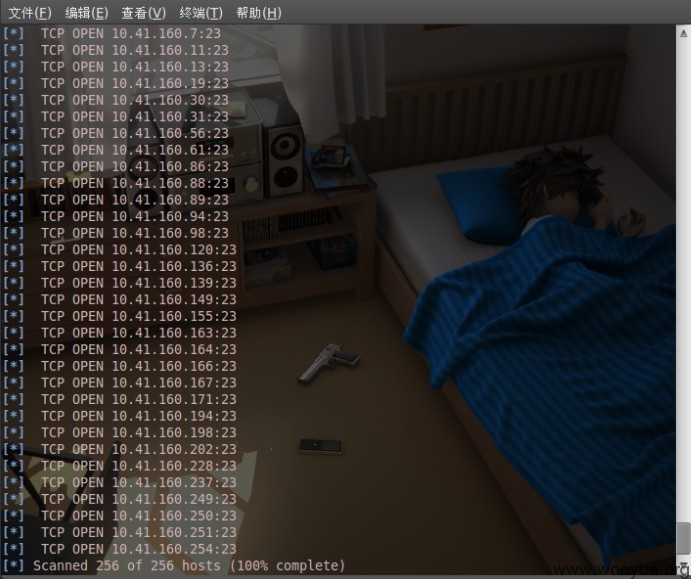 文件(F) 编辑(E) 查看(V) 终端(T) 帮助(H)
[*] TCP OPEN 10.41.160.7:23
[*] TCP OPEN 10.41.160.11:23
[*] TCP OPEN 10.41.160.13:23
[*] TCP OPEN 10.41.160.19:23
[*] TCP OPEN 10.41.160.30:23
[*] TCP OPEN 10.41.160.31:23
[*] TCP OPEN 10.41.160.56:23
[*] TCP OPEN 10.41.160.61:23
[*] TCP OPEN 10.41.160.86:23
[*] TCP OPEN 10.41.160.88:23
[*] TCP OPEN 10.41.160.89:23
[*] TCP OPEN 10.41.160.94:23
[*] TCP OPEN 10.41.160.98:23
[*] TCP OPEN 10.41.160.120:23
[*] TCP OPEN 10.41.160.136:23
[*] TCP OPEN 10.41.160.139:23
[*] TCP OPEN 10.41.160.149:23
[*] TCP OPEN 10.41.160.155:23
[*] TCP OPEN 10.41.160.163:23
[*] TCP OPEN 10.41.160.164:23
[*] TCP OPEN 10.41.160.166:23
[*] TCP OPEN 10.41.160.167:23
[*] TCP OPEN 10.41.160.171:23
[*] TCP OPEN 10.41.160.194:23
[*] TCP OPEN 10.41.160.198:23
[*] TCP OPEN 10.41.160.202:23
[*] TCP OPEN 10.41.160.228:23
[*] TCP OPEN 10.41.160.237:23
[*] TCP OPEN 10.41.160.249:23
[*] TCP OPEN 10.41.160.250:23
[*] TCP OPEN 10.41.160.251:23
[*] TCP OPEN 10.41.160.254:23
[*] Scanned 256 of 256 hosts (100% complete)